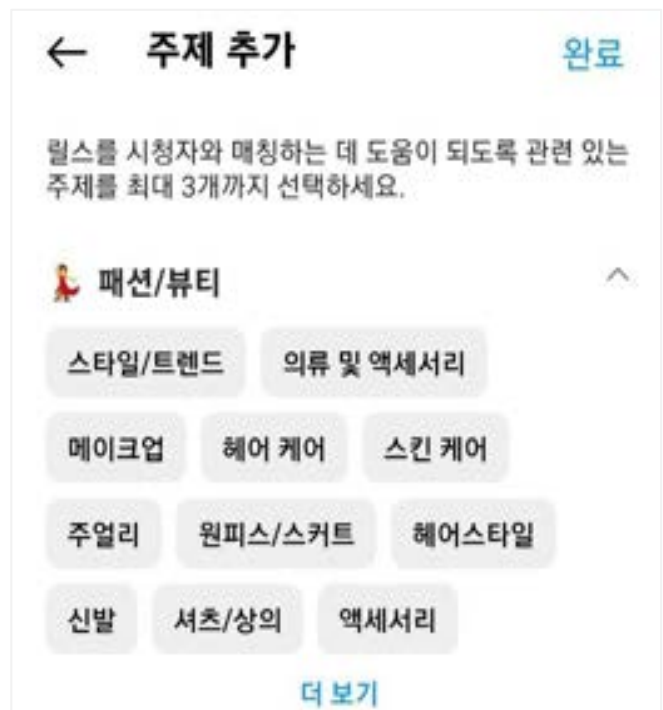 주제 추가 완료
릴스를 시청자와 매칭하는 데 도움이 되도록 관련 있는
주제를 최대 3개까지 선택하세요.
패션/뷰티
스타일/트렌드 의류 및 액세서리
메이크업 헤어 케어 스킨 케어
주얼리 원피스/스커트 헤어스타일
신발 셔츠/상의 액세서리
더 보기